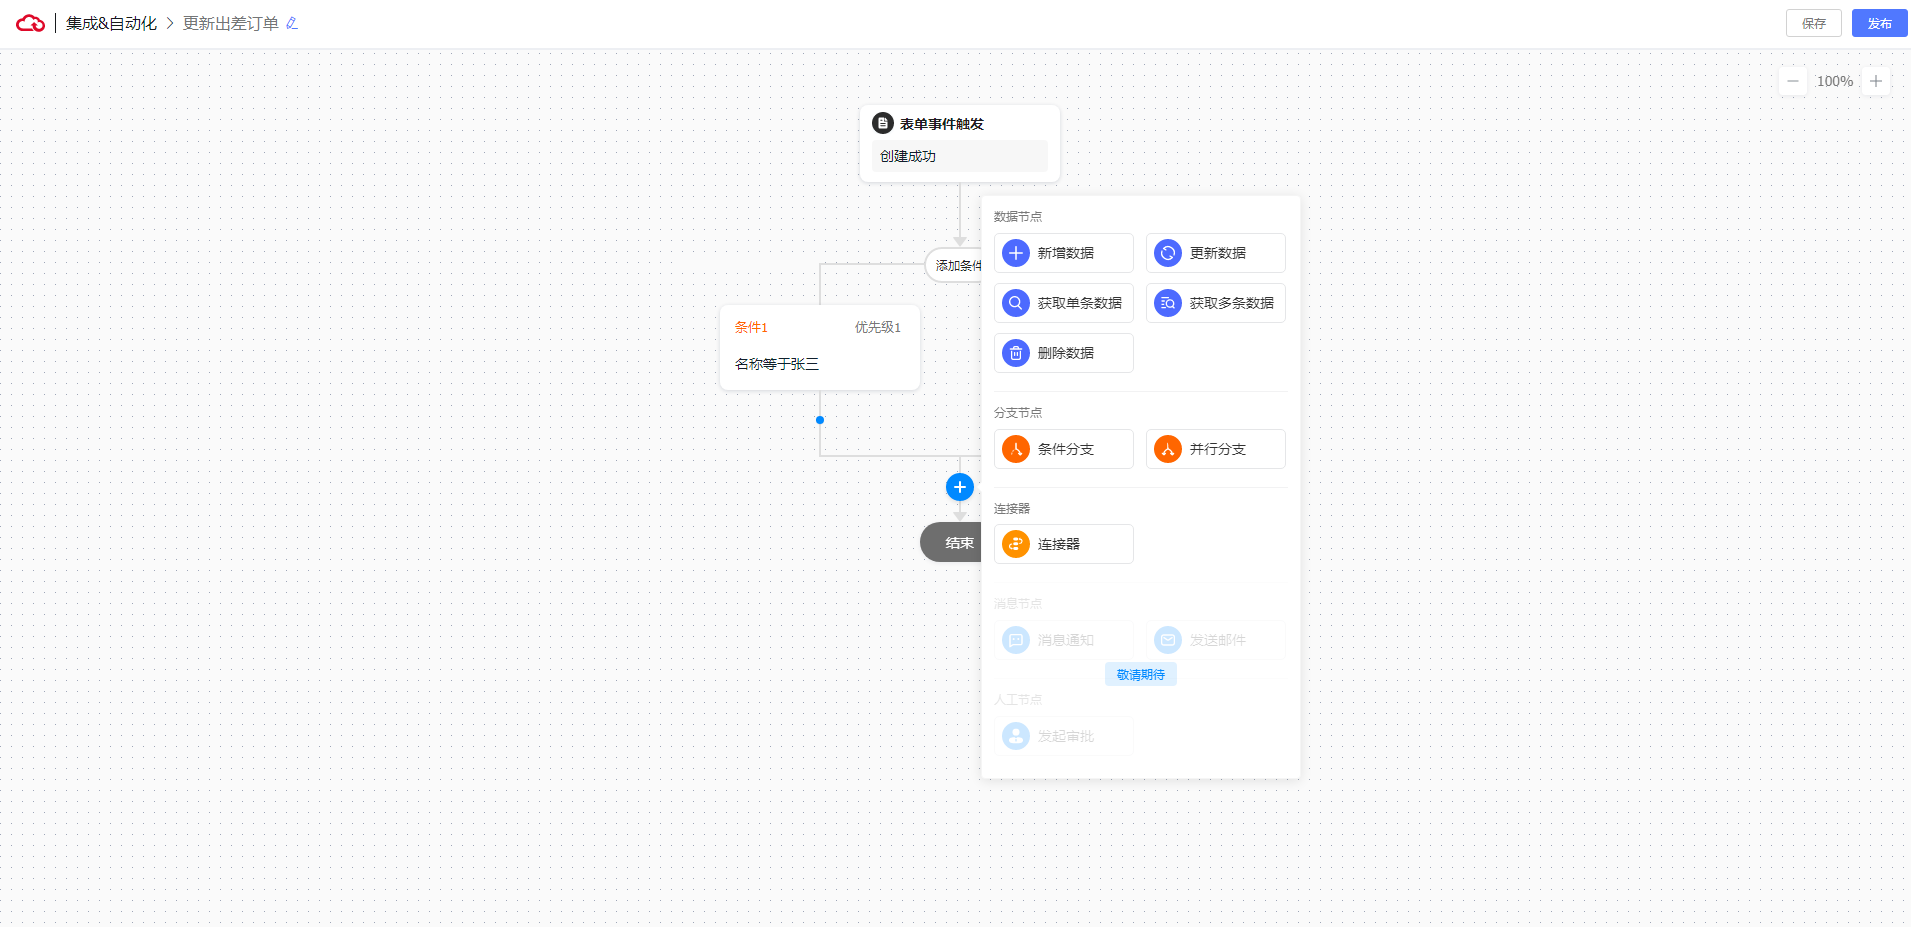 集成&自动化 > 更新出差订单
保存
发布
100%
表单事件触发
创建成功
添加条件
条件1
优先级1
名称等于张三
结束
数据节点
新增数据
更新数据
获取单条数据
获取多条数据
删除数据
分支节点
条件分支
并行分支
连接器
连接器
消息节点
消息通知
发送邮件
敬请期待
人工节点
发起审批